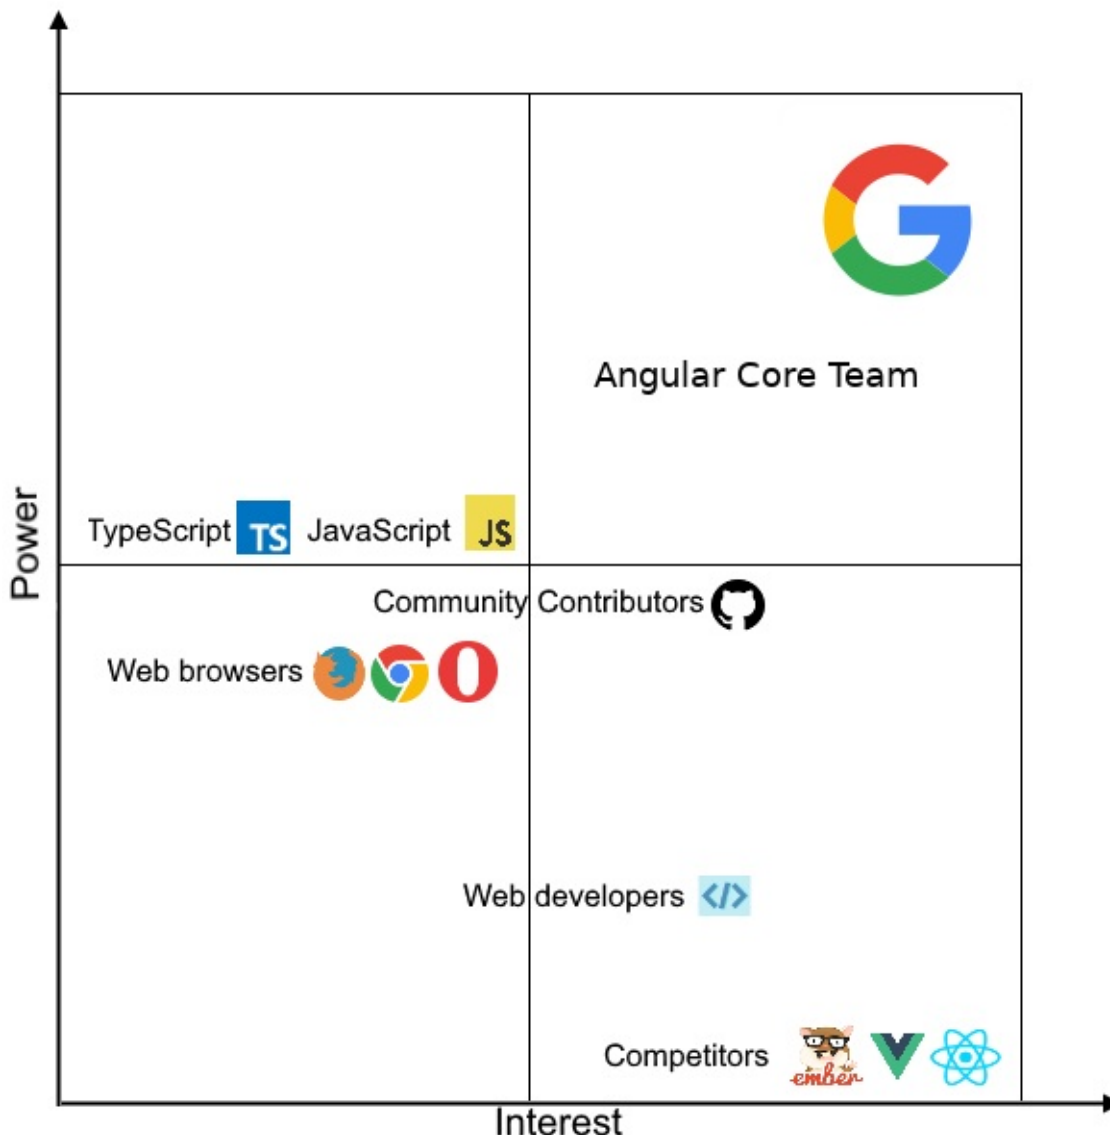 Angular Core Team
TypeScript TS JavaScript JS
Power
Community Contributors
Web browsers
Web developers </>
Competitors ember
Interest